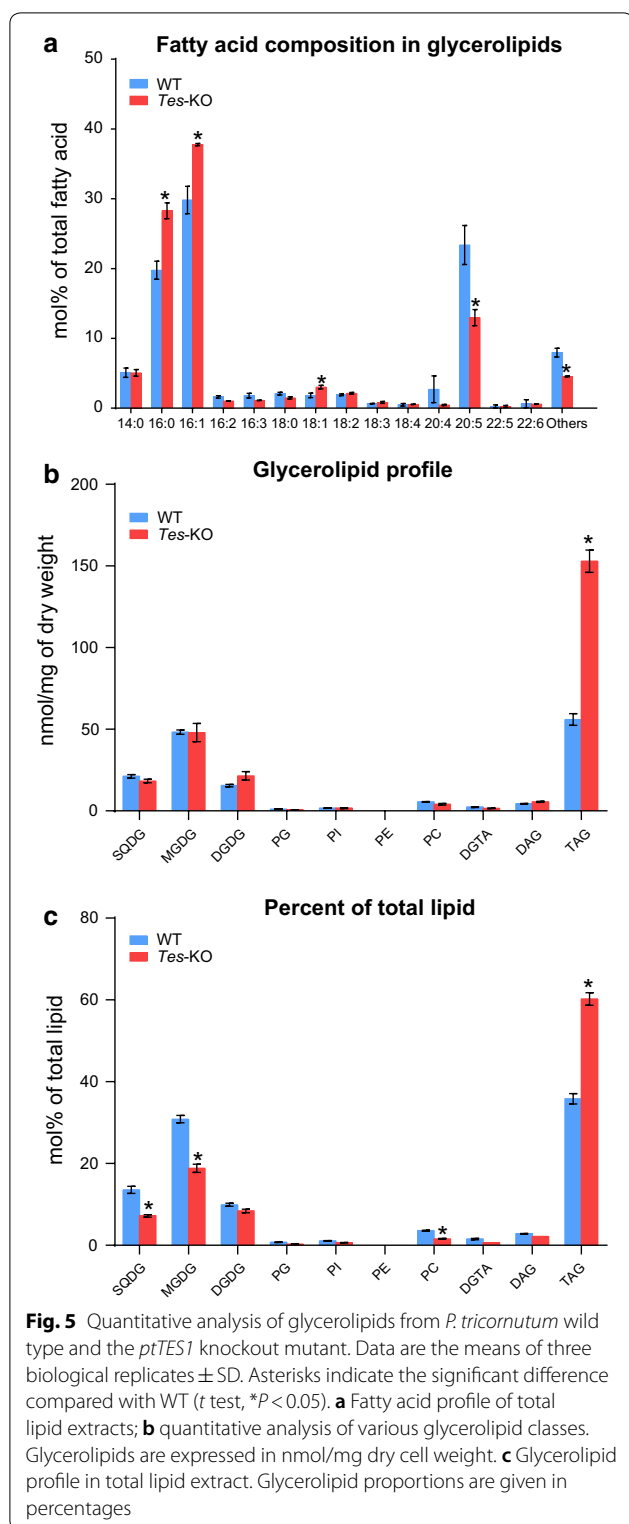 a Fatty acid composition in glycerolipids
WT
Tes-KO
mol% of total fatty acid
50
40
30
20
10
0
14:0 16:0 16:1 16:2 16:3 18:0 18:1 18:2 18:3 18:4 20:4 20:5 22:5 22:6 Others
* * * * *
b Glycerolipid profile
WT
Tes-KO
nmol/mg of dry weight
200
150
100
50
0
SQDG MGDG DGDG PG PI PE PC DGTA DAG TAG
*
c Percent of total lipid
WT
Tes-KO
mol% of total lipid
80
60
40
20
0
SQDG MGDG DGDG PG PI PE PC DGTA DAG TAG
* * * *
Fig. 5 Quantitative analysis of glycerolipids from P. tricornutum wild
type and the ptTES1 knockout mutant. Data are the means of three
biological replicates ± SD. Asterisks indicate the significant difference
compared with WT (t test, *P < 0.05). a Fatty acid profile of total
lipid extracts; b quantitative analysis of various glycerolipid classes.
Glycerolipids are expressed in nmol/mg dry cell weight. c Glycerolipid
profile in total lipid extract. Glycerolipid proportions are given in
percentages